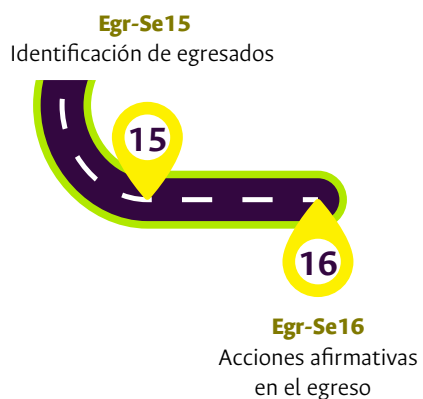 Egr-Se15
Identificación de egresados
15
16
Egr-Se16
Acciones afirmativas
en el egreso